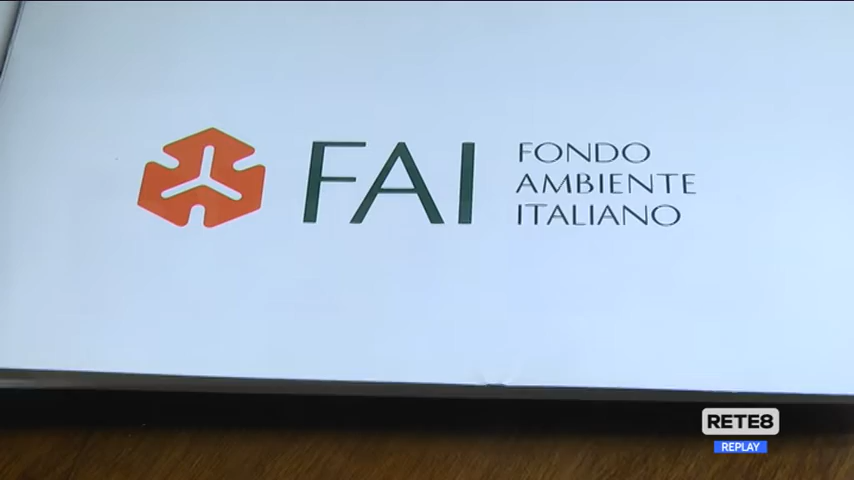 FAI
FONDO
AMBIENTE
ITALIANO
RETE8
REPLAY